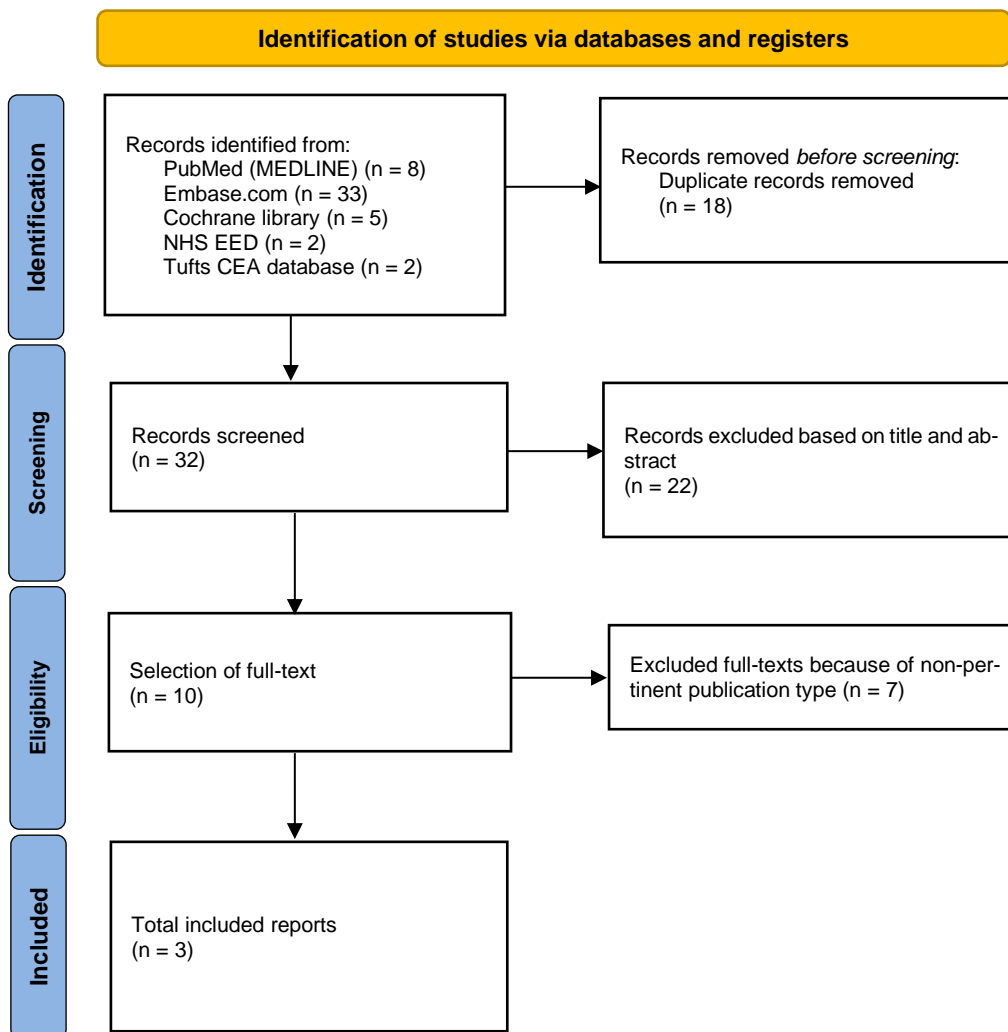 Identification of studies via databases and registers
Identification
Records identified from:
PubMed (MEDLINE) (n = 8)
Embase.com (n = 33)
Cochrane library (n = 5)
NHS EED (n = 2)
Tufts CEA database (n = 2)
Records removed before screening:
Duplicate records removed
(n = 18)
Screening
Records screened
(n = 32)
Records excluded based on title and ab-
stract
(n = 22)
Eligibility
Selection of full-text
(n = 10)
Excluded full-texts because of non-per-
tinent publication type (n = 7)
Included
Total included reports
(n = 3)